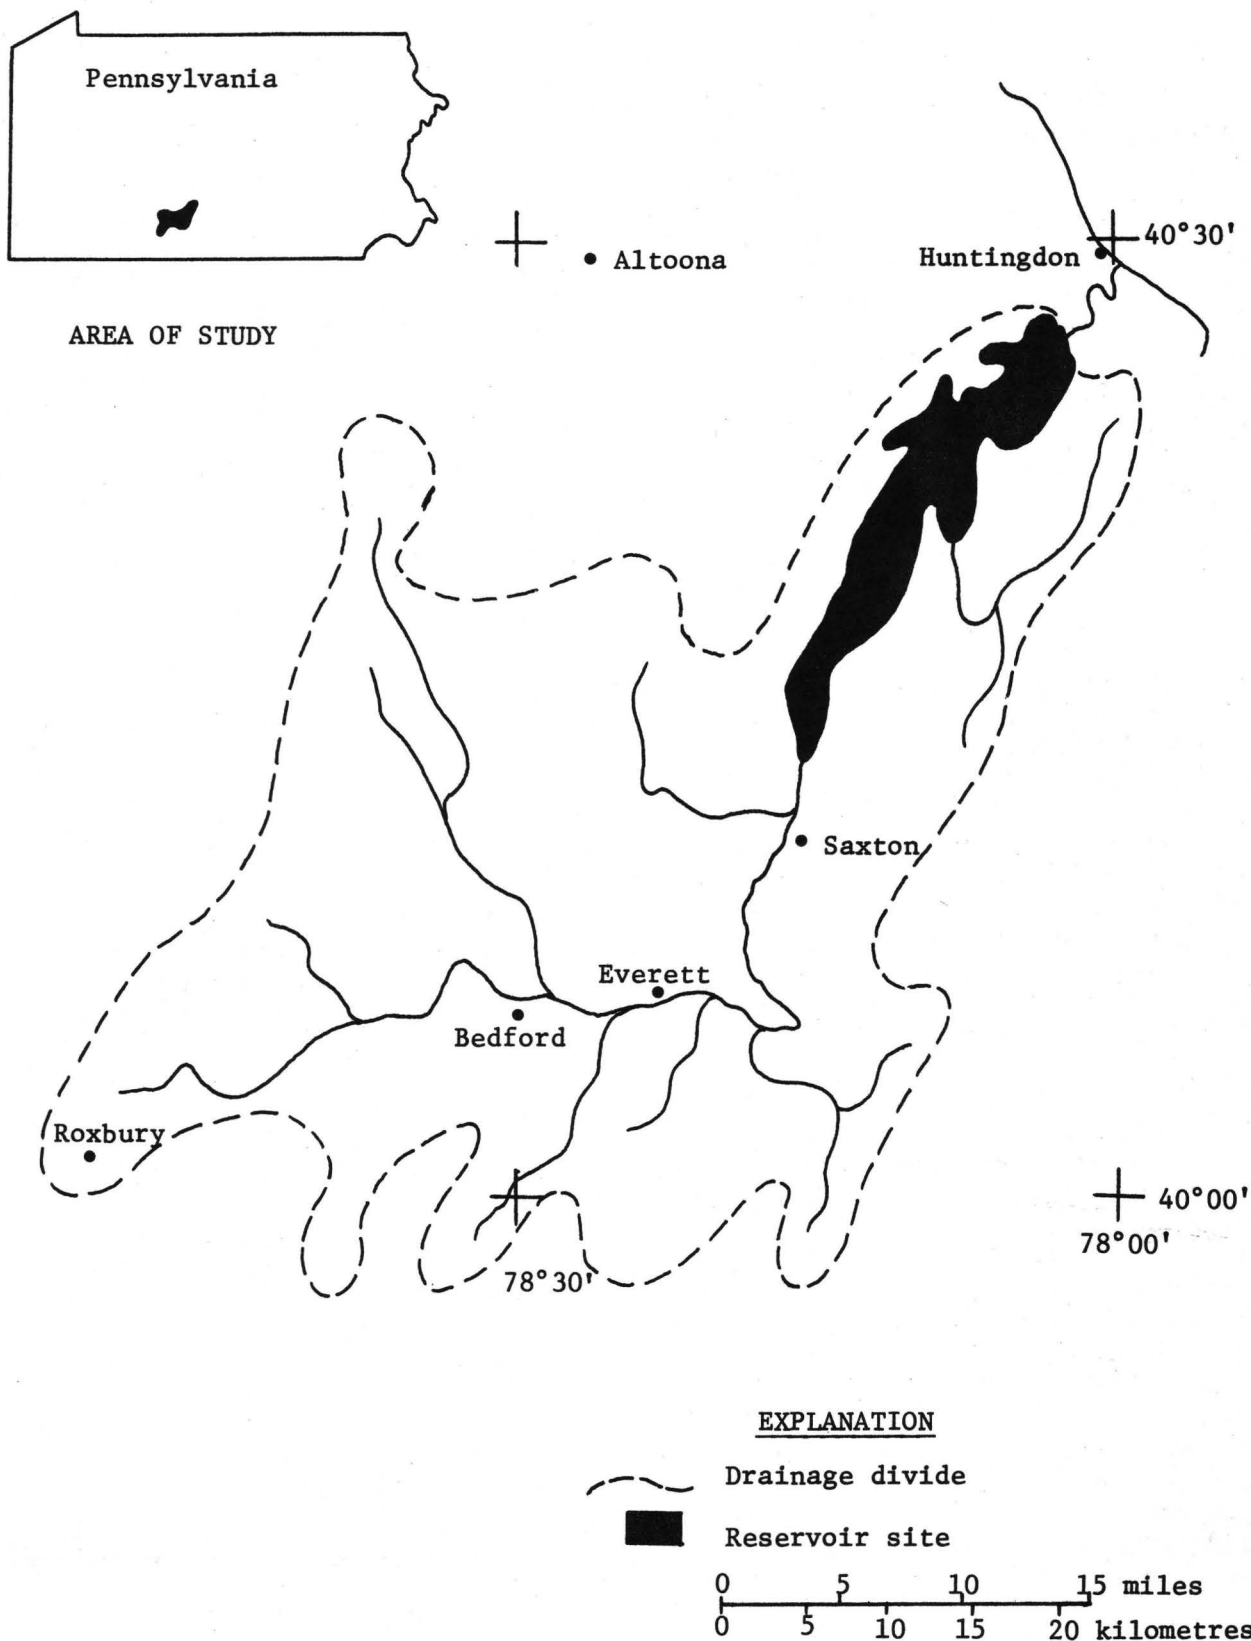 Pennsylvania
AREA OF STUDY
Altoona
Huntingdon
40°30'
Saxton
Everett
Bedford
Roxbury
40°00'
78°00'
78°30'
EXPLANATION
Drainage divide
Reservoir site
0 5 10 15 miles
0 5 10 15 20 kilometres